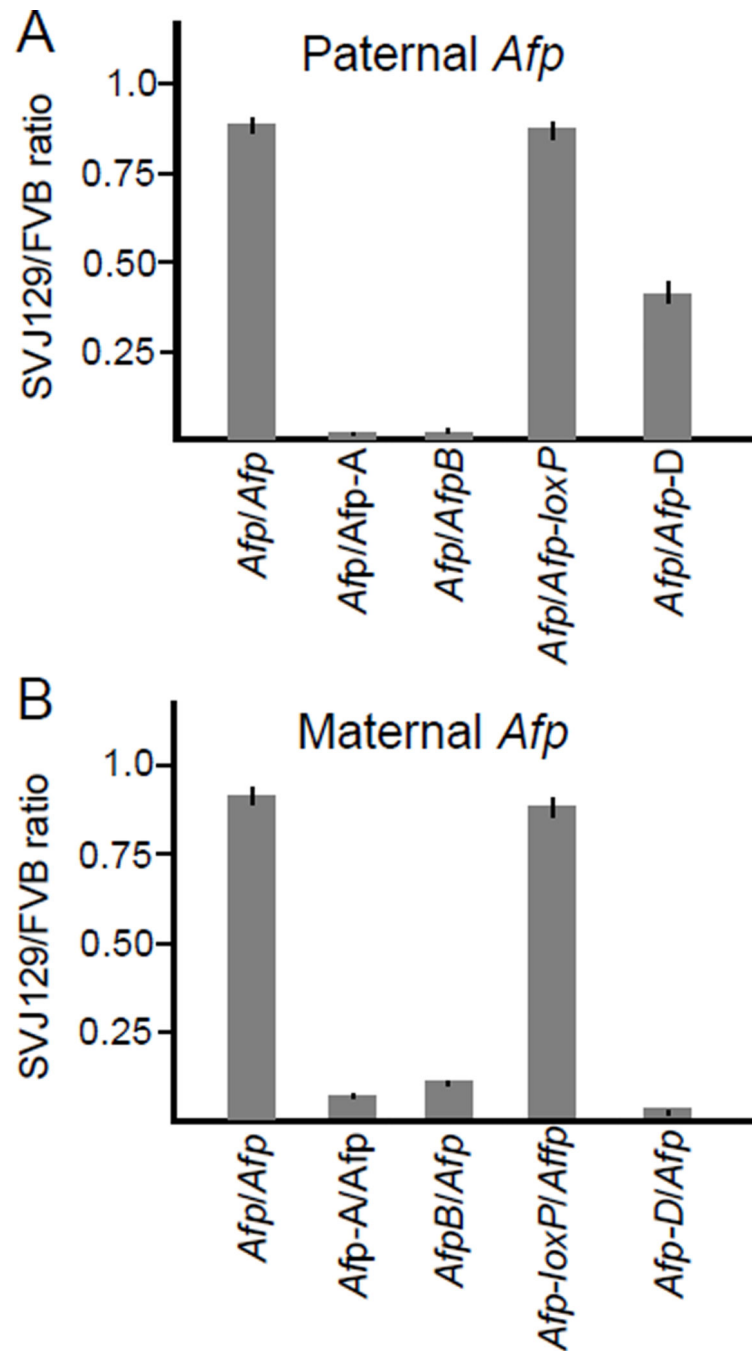 A
Paternal Afp
SVJ129/FVB ratio
1.0
0.75
0.50
0.25
Afp/Afp
Afp/Afp-A
Afp/AfpB
Afp/Afp-loxP
Afp/Afp-D
B
Maternal Afp
SVJ129/FVB ratio
1.0
0.75
0.50
0.25
Afp/Afp
Afp-A/Afp
AfpB/Afp
Afp-loxP/Affp
Afp-D/Afp